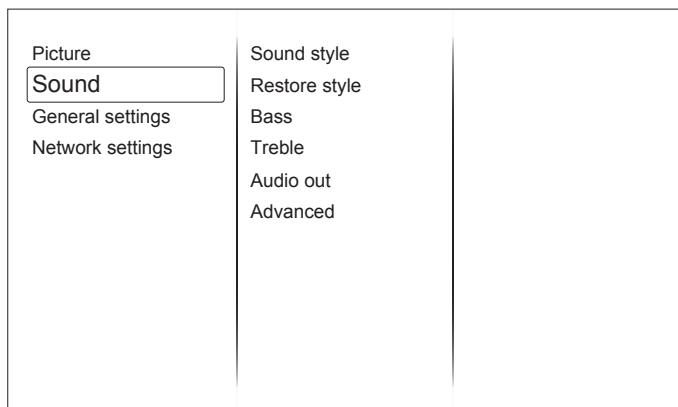 Picture
Sound
General settings
Network settings
Sound style
Restore style
Bass
Treble
Audio out
Advanced